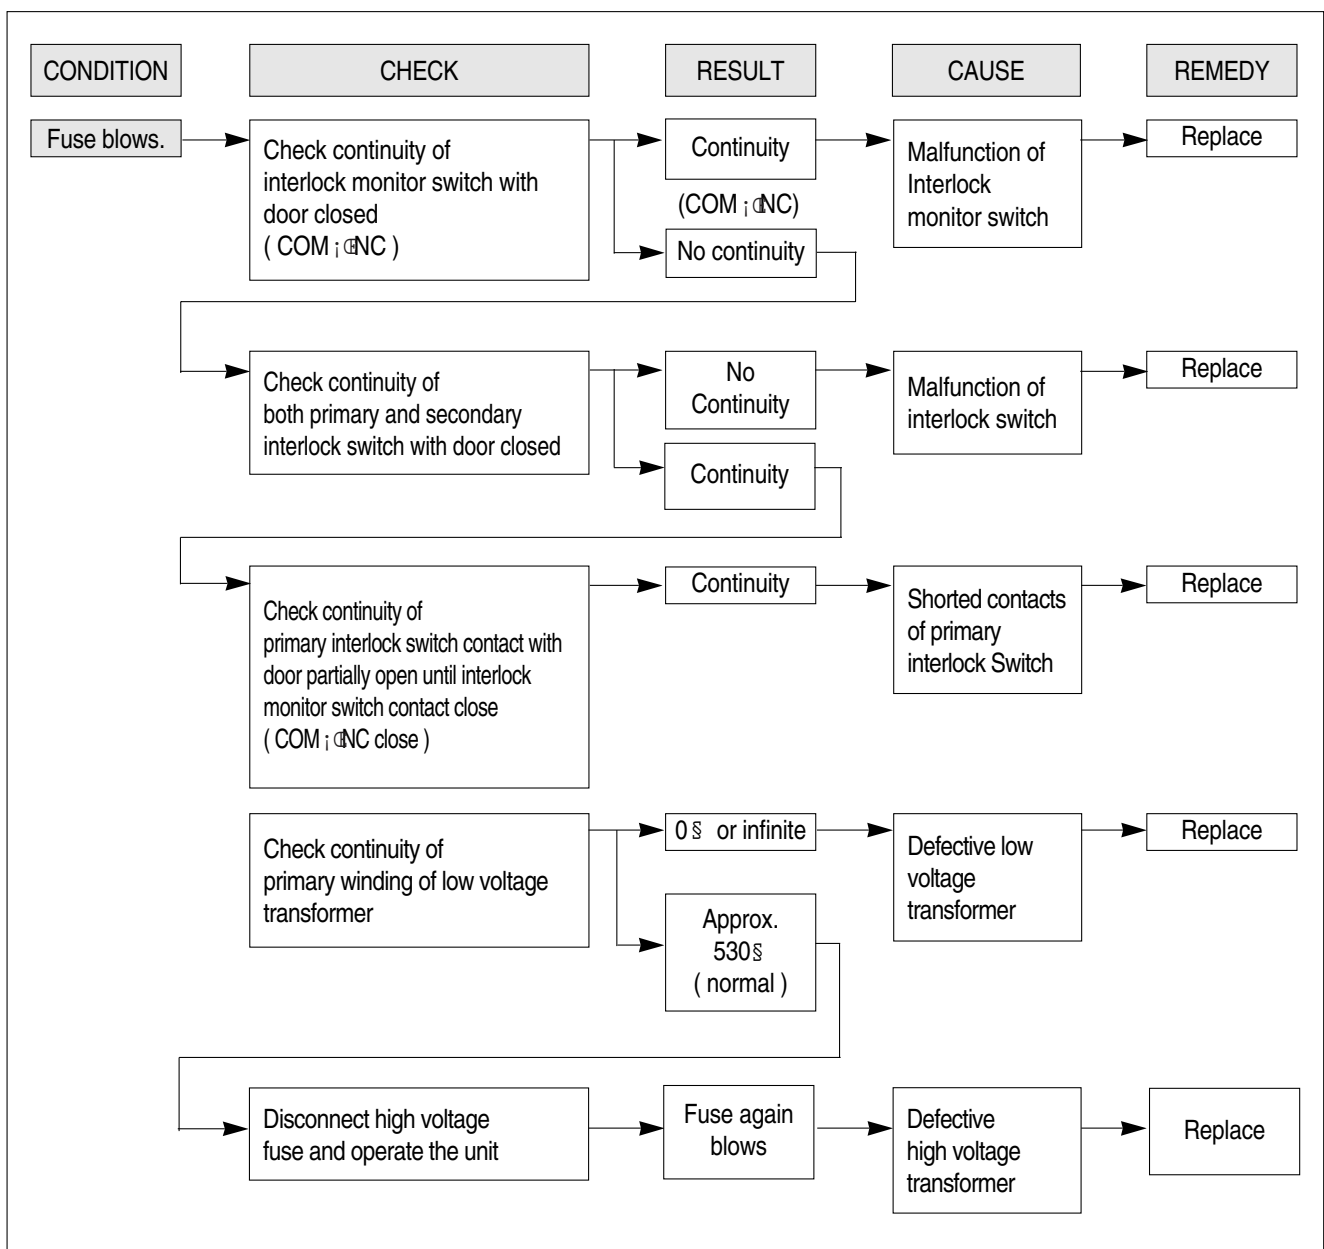 CONDITION
CHECK
RESULT
CAUSE
REMEDY
Fuse blows.
Check continuity of
interlock monitor switch with
door closed
( COM ¡ŒNC )
Continuity
(COM ¡ŒNC)
No continuity
Malfunction of
Interlock
monitor switch
Replace
Check continuity of
both primary and secondary
interlock switch with door closed
No
Continuity
Continuity
Malfunction of
interlock switch
Replace
Check continuity of
primary interlock switch contact with
door partially open until interlock
monitor switch contact close
( COM ¡ŒNC close )
Continuity
Shorted contacts
of primary
interlock Switch
Replace
Check continuity of
primary winding of low voltage
transformer
0§ or infinite
Approx.
530§
( normal )
Defective low
voltage
transformer
Replace
Disconnect high voltage
fuse and operate the unit
Fuse again
blows
Defective
high voltage
transformer
Replace